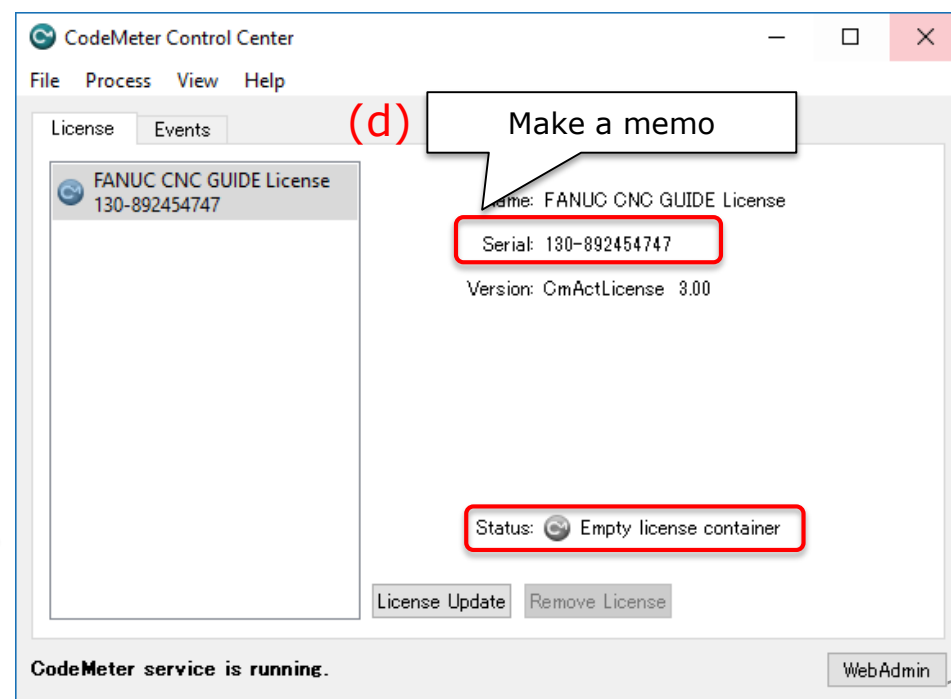 CodeMeter Control Center
File Process View Help
License Events
(d)
Make a memo
FANUC CNC GUIDE License
130-892454747
Name: FANUC CNC GUIDE License
Serial: 130-892454747
Version: CmActLicense 3.00
Status: Empty license container
License Update Remove License
CodeMeter service is running.
WebAdmin